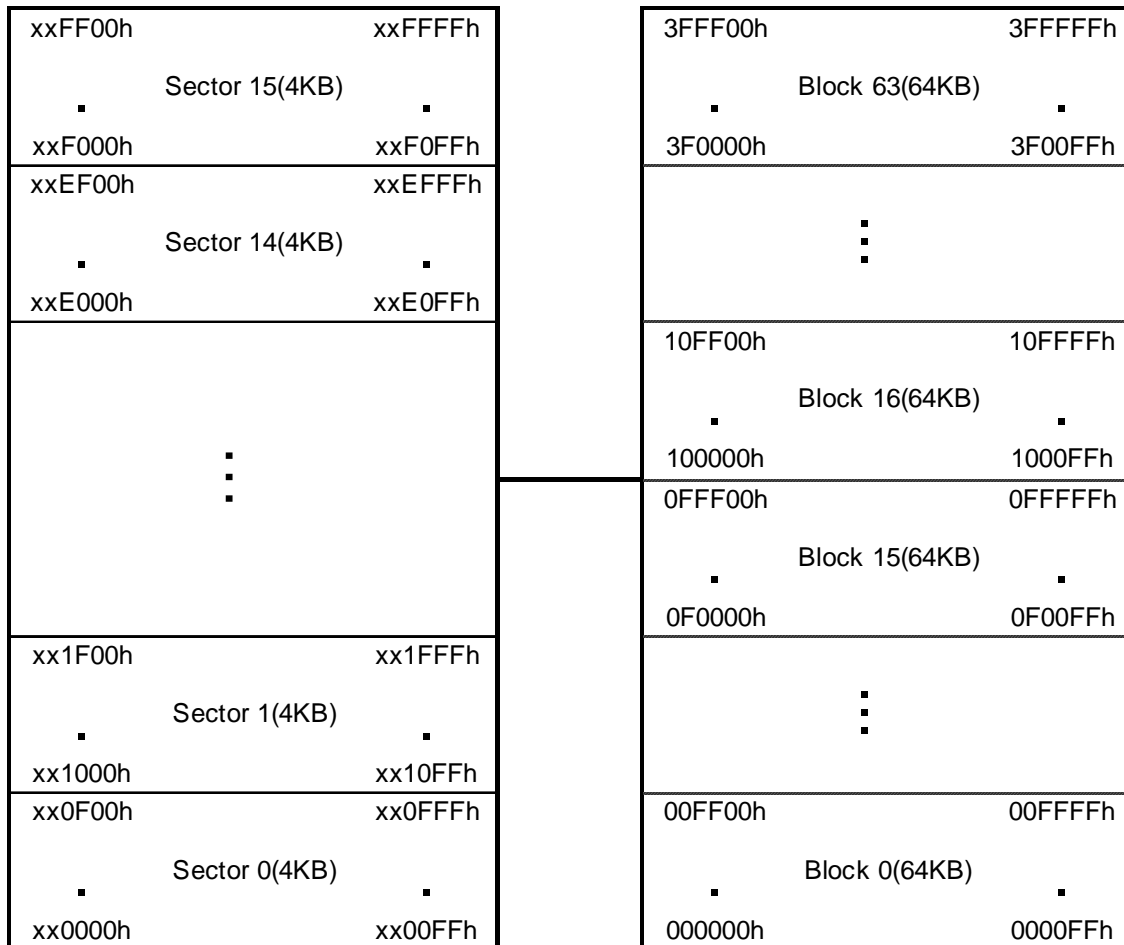 xxFF00h xxFFFFh
Sector 15(4KB)
xxF000h xxF0FFh
xxEF00h xxEFFFh
Sector 14(4KB)
xxE000h xxE0FFh
xx1F00h xx1FFFh
Sector 1(4KB)
xx1000h xx10FFh
xx0F00h xx0FFFh
Sector 0(4KB)
xx0000h xx00FFh
3FFF00h 3FFFFFh
Block 63(64KB)
3F0000h 3F00FFh
10FF00h 10FFFFh
Block 16(64KB)
100000h 1000FFh
0FFF00h 0FFFFFh
Block 15(64KB)
0F0000h 0F00FFh
00FF00h 00FFFFh
Block 0(64KB)
000000h 0000FFh